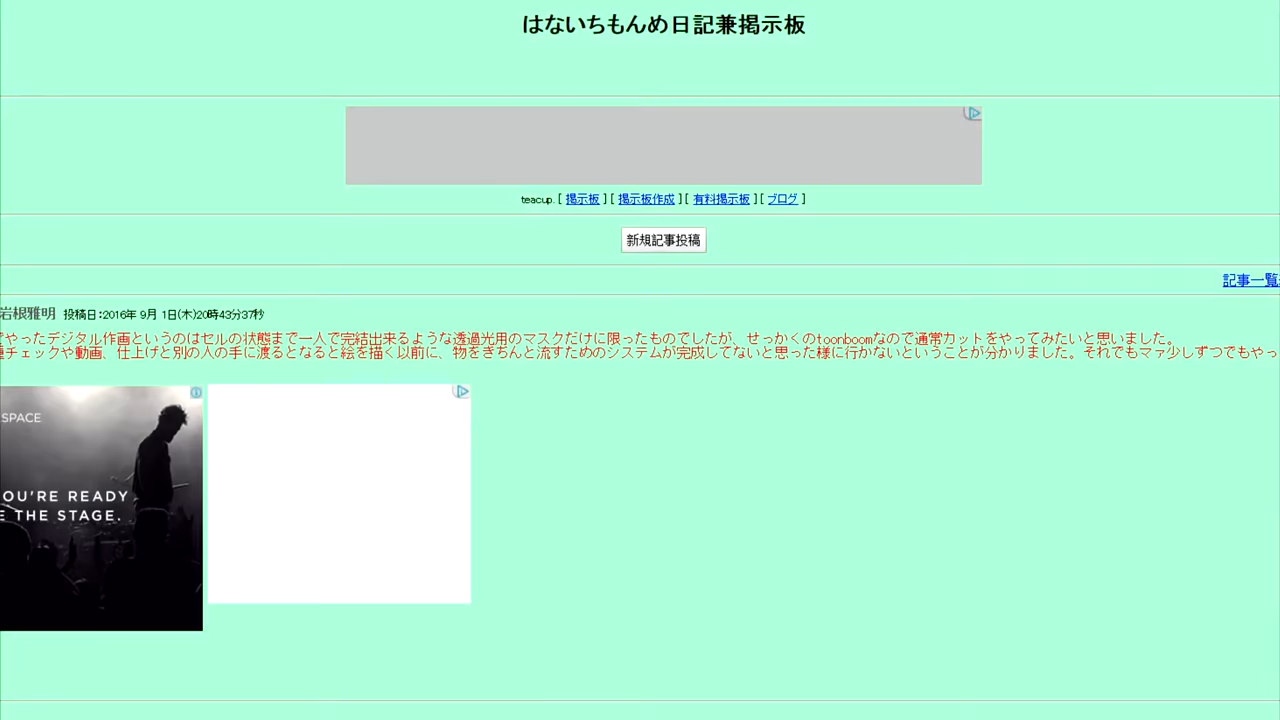 はないちもんめ日記兼掲示板
teacup. [ 掲示板 ] [ 掲示板作成 ] [ 有料掲示板 ] [ ブログ ]
新規記事投稿
記事一覧
岩根雅明 投稿日:2016年 9月 1日(木)20時43分37秒
やったデジタル作画というのはセルの状態まで一人で完結出来るような透過光用のマスクだけに限ったものでしたが、せっかくのtoonboomなので通常カットをやってみたいと思いました。
チェックや動画、仕上げと別の人の手に渡るとなると絵を描く以前に、物をきちんと流すためのシステムが完成してないと思った様に行かないということが分かりました。それでもマァ少しずつでもやっ
SPACE
OU'RE READY
E THE STAGE.